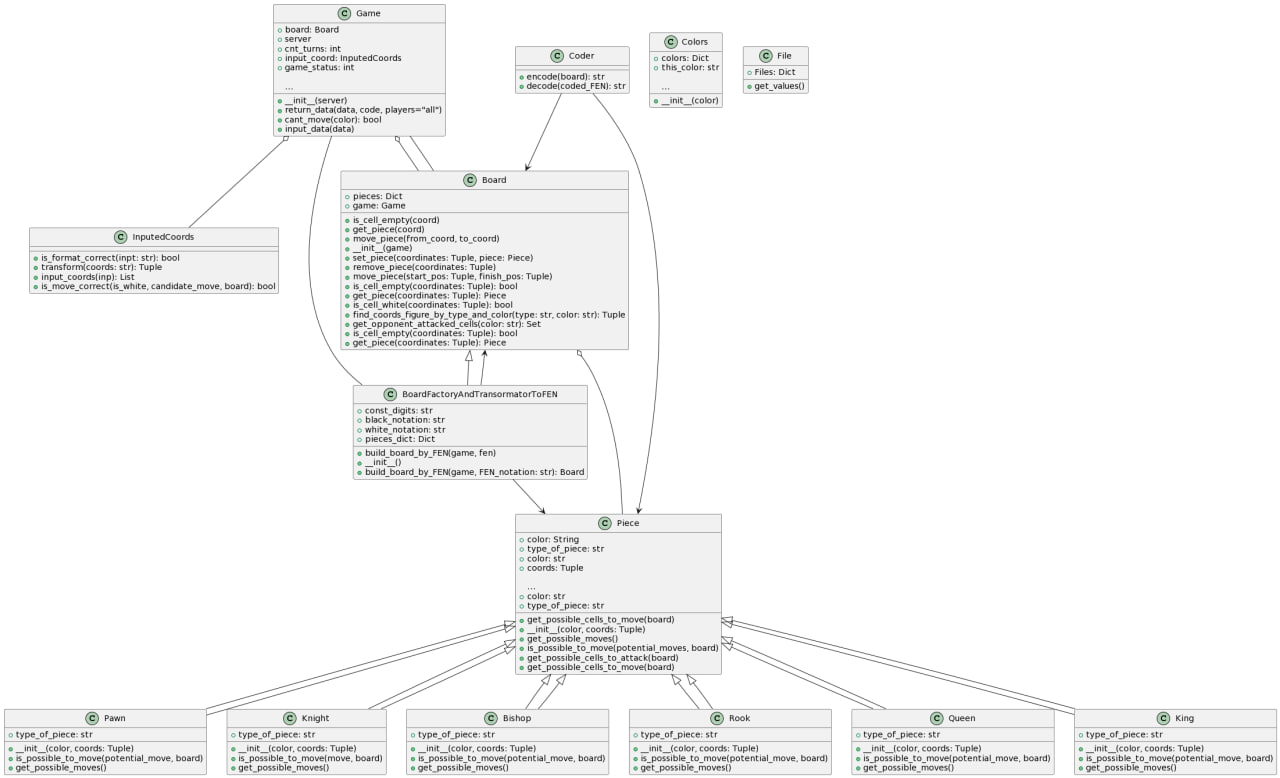 C Game
board: Board
server
cnt_turns: int
input_coord: InputedCoords
game_status: int
...
__init__(server)
return_data(data, code, players="all")
cant_move(color): bool
input_data(data)
C Coder
encode(board): str
decode(coded_FEN): str
C Colors
colors: Dict
this_color: str
...
__init__(color)
C File
Files: Dict
get_values()
C InputedCoords
is_format_correct(inpt: str): bool
transform(coords: str): Tuple
input_coords(inp): List
is_move_correct(is_white, candidate_move, board): bool
C Board
pieces: Dict
game: Game
is_cell_empty(coord)
get_piece(coord)
move_piece(from_coord, to_coord)
__init__(game)
set_piece(coordinates: Tuple, piece: Piece)
remove_piece(coordinates: Tuple)
move_piece(start_pos: Tuple, finish_pos: Tuple)
is_cell_empty(coordinates: Tuple): bool
get_piece(coordinates: Tuple): Piece
is_cell_white(coordinates: Tuple): bool
find_coords_figure_by_type_and_color(type: str, color: str): Tuple
get_opponent_attacked_cells(color: str): Set
is_cell_empty(coordinates: Tuple): bool
get_piece(coordinates: Tuple): Piece
C BoardFactoryAndTransormatorToFEN
const_digits: str
black_notation: str
white_notation: str
pieces_dict: Dict
build_board_by_FEN(game, fen)
__init__()
build_board_by_FEN(game, FEN_notation: str): Board
C Piece
color: String
type_of_piece: str
color: str
coords: Tuple
...
color: str
type_of_piece: str
get_possible_cells_to_move(board)
__init__(color, coords: Tuple)
get_possible_moves()
is_possible_to_move(potential_moves, board)
get_possible_cells_to_attack(board)
get_possible_cells_to_move(board)
C Pawn
type_of_piece: str
__init__(color, coords: Tuple)
is_possible_to_move(potential_move, board)
get_possible_moves()
C Knight
type_of_piece: str
__init__(color, coords: Tuple)
is_possible_to_move(move, board)
get_possible_moves()
C Bishop
type_of_piece: str
__init__(color, coords: Tuple)
is_possible_to_move(potential_move, board)
get_possible_moves()
C Rook
type_of_piece: str
__init__(color, coords: Tuple)
is_possible_to_move(potential_move, board)
get_possible_moves()
C Queen
type_of_piece: str
__init__(color, coords: Tuple)
is_possible_to_move(potential_move, board)
get_possible_moves()
C King
type_of_piece: str
__init__(color, coords: Tuple)
is_possible_to_move(potential_move, board)
get_possible_moves()